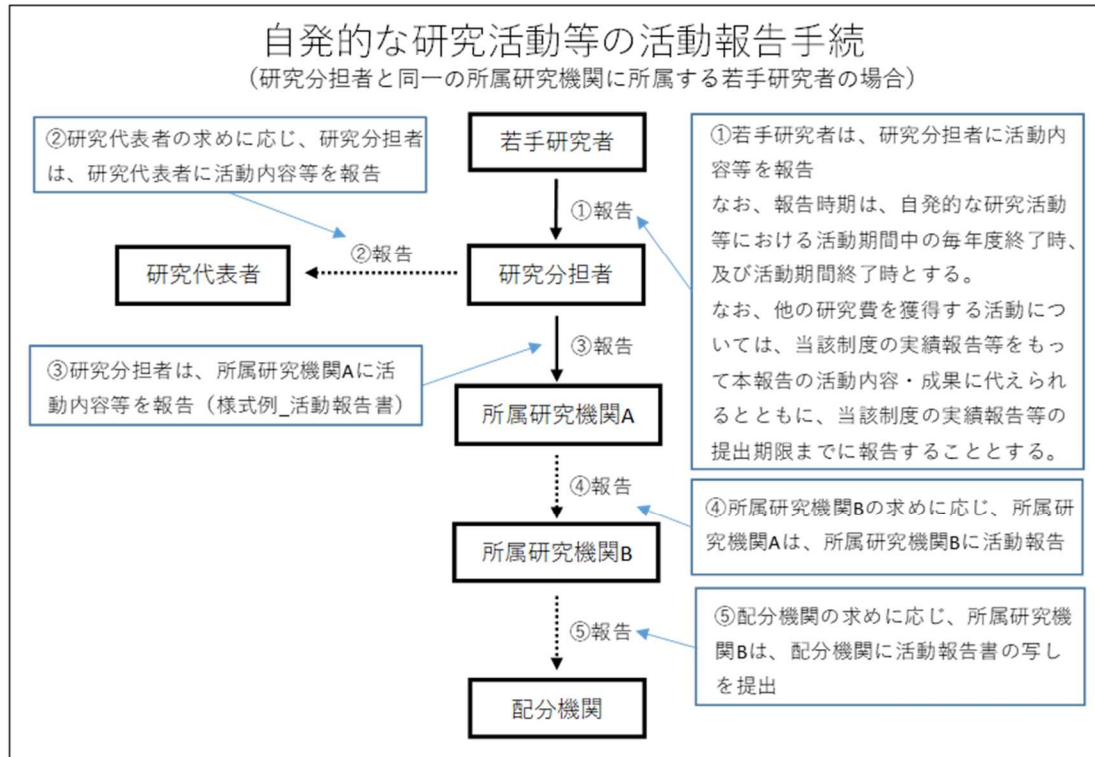 自発的な研究活動等の活動報告手続
（研究分担者と同一の所属研究機関に所属する若手研究者の場合）
②研究代表者の求めに応じ、研究分担者
は、研究代表者に活動内容等を報告
若手研究者
①若手研究者は、研究分担者に活動内
容等を報告
なお、報告時期は、自発的な研究活動
等における活動期間中の毎年度終了時、
及び活動期間終了時とする。
なお、他の研究費を獲得する活動につ
いては、当該制度の実績報告等をもっ
て本報告の活動内容・成果に代えられ
るとともに、当該制度の実績報告等の
提出期限までに報告することとする。
①報告
②報告
研究代表者
研究分担者
③報告
③研究分担者は、所属研究機関Aに活
動内容等を報告（様式例_活動報告書）
所属研究機関A
④報告
④所属研究機関Bの求めに応じ、所属研
究機関Aは、所属研究機関Bに活動報告
所属研究機関B
⑤報告
⑤配分機関の求めに応じ、所属研究機
関Bは、配分機関に活動報告書の写し
を提出
配分機関